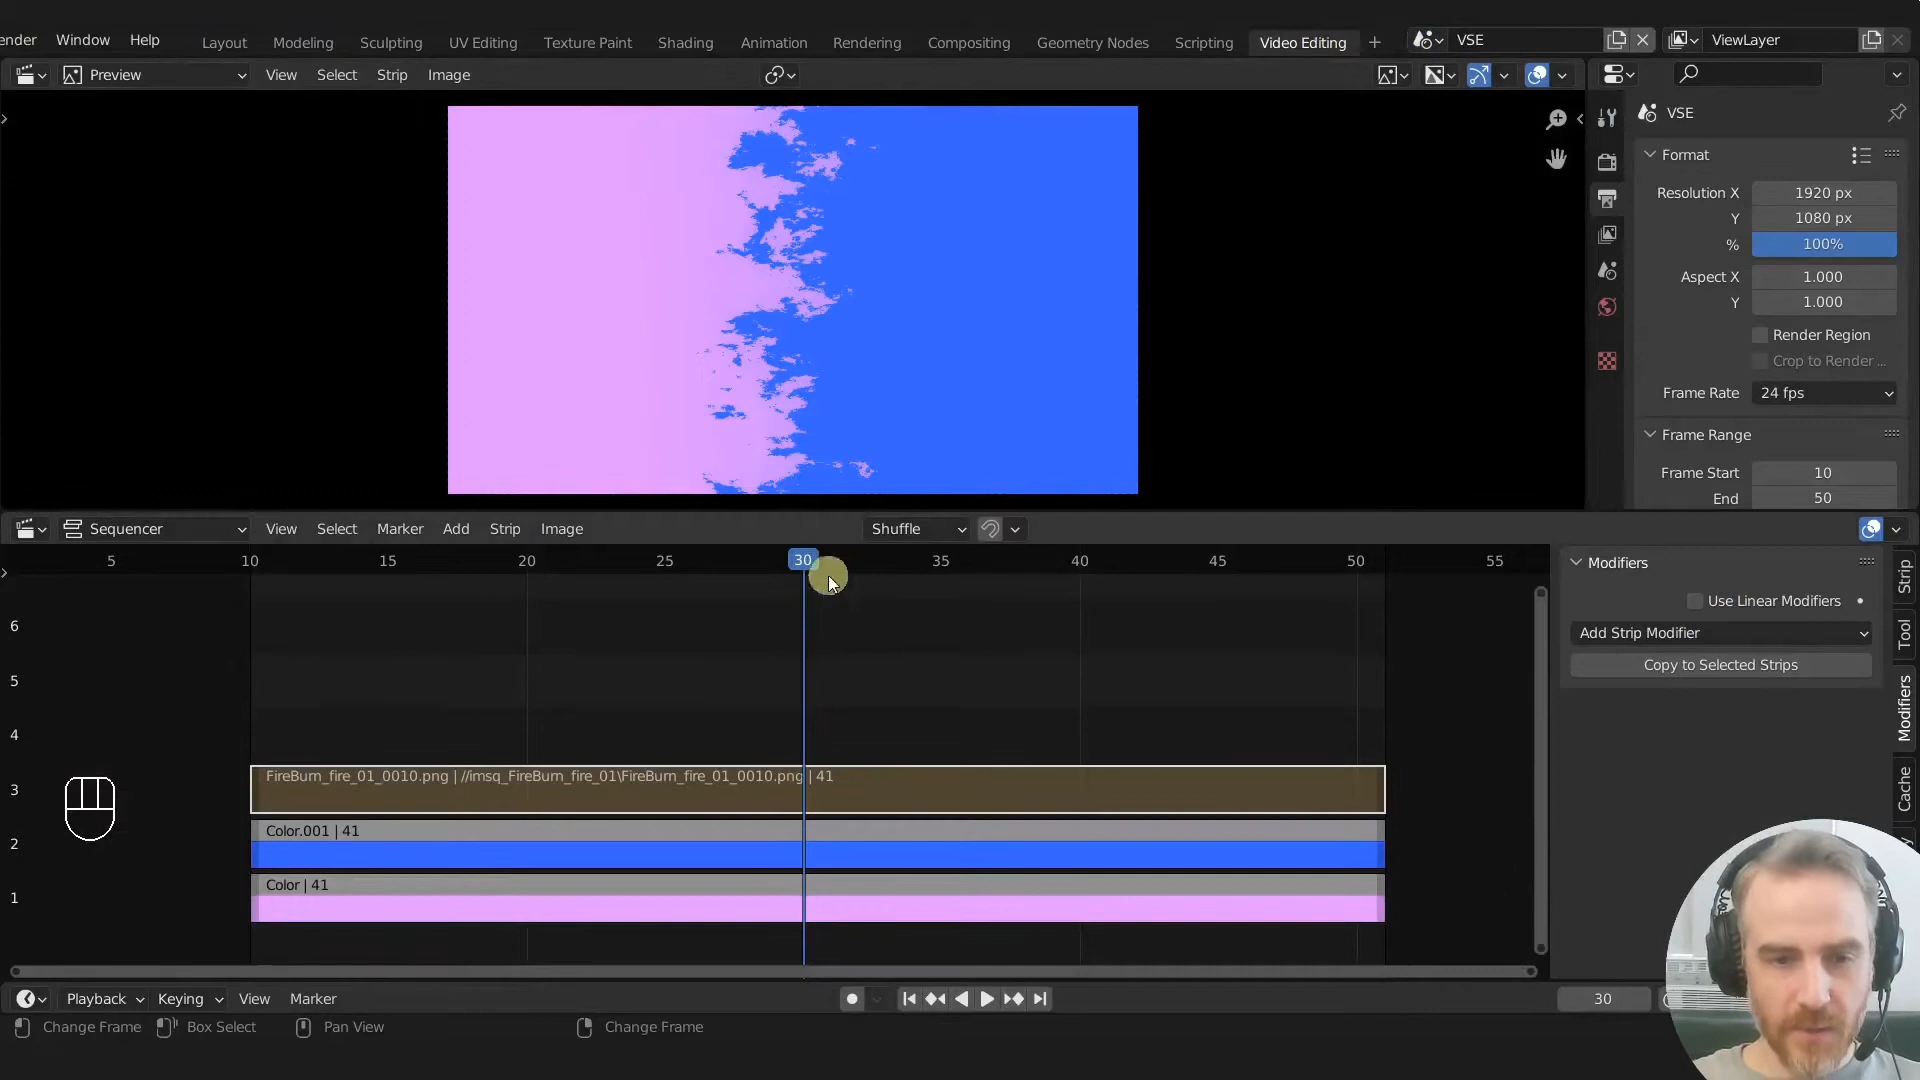 ender Window Help Layout Modeling Sculpting UV Editing Texture Paint Shading Animation Rendering Compositing Geometry Nodes Scripting Video Editing + VSE ViewLayer
Preview View Select Strip Image
VSE
Format
Resolution X 1920 px
Y 1080 px
% 100%
Aspect X 1.000
Y 1.000
Render Region
Crop to Render ...
Frame Rate 24 fps
Frame Range
Frame Start 10
End 50
Sequencer View Select Marker Add Strip Image Shuffle
5 10 15 20 25 30 35 40 45 50 55
Modifiers
Use Linear Modifiers
Add Strip Modifier
Copy to Selected Strips
Strip
Tool
Modifiers
Cache
6
5
4
3
2
1
FireBurn_fire_01_0010.png | //imsq_FireBurn_fire_01\FireBurn_fire_01_0010.png | 41
Color.001 | 41
Color | 41
Playback Keying View Marker 30
Change Frame Box Select Pan View Change Frame